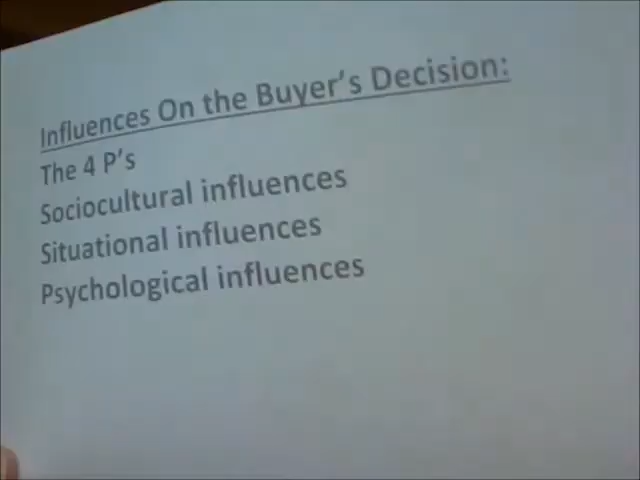 Influences On the Buyer's Decision:
The 4 P's
Sociocultural influences
Situational influences
Psychological influences